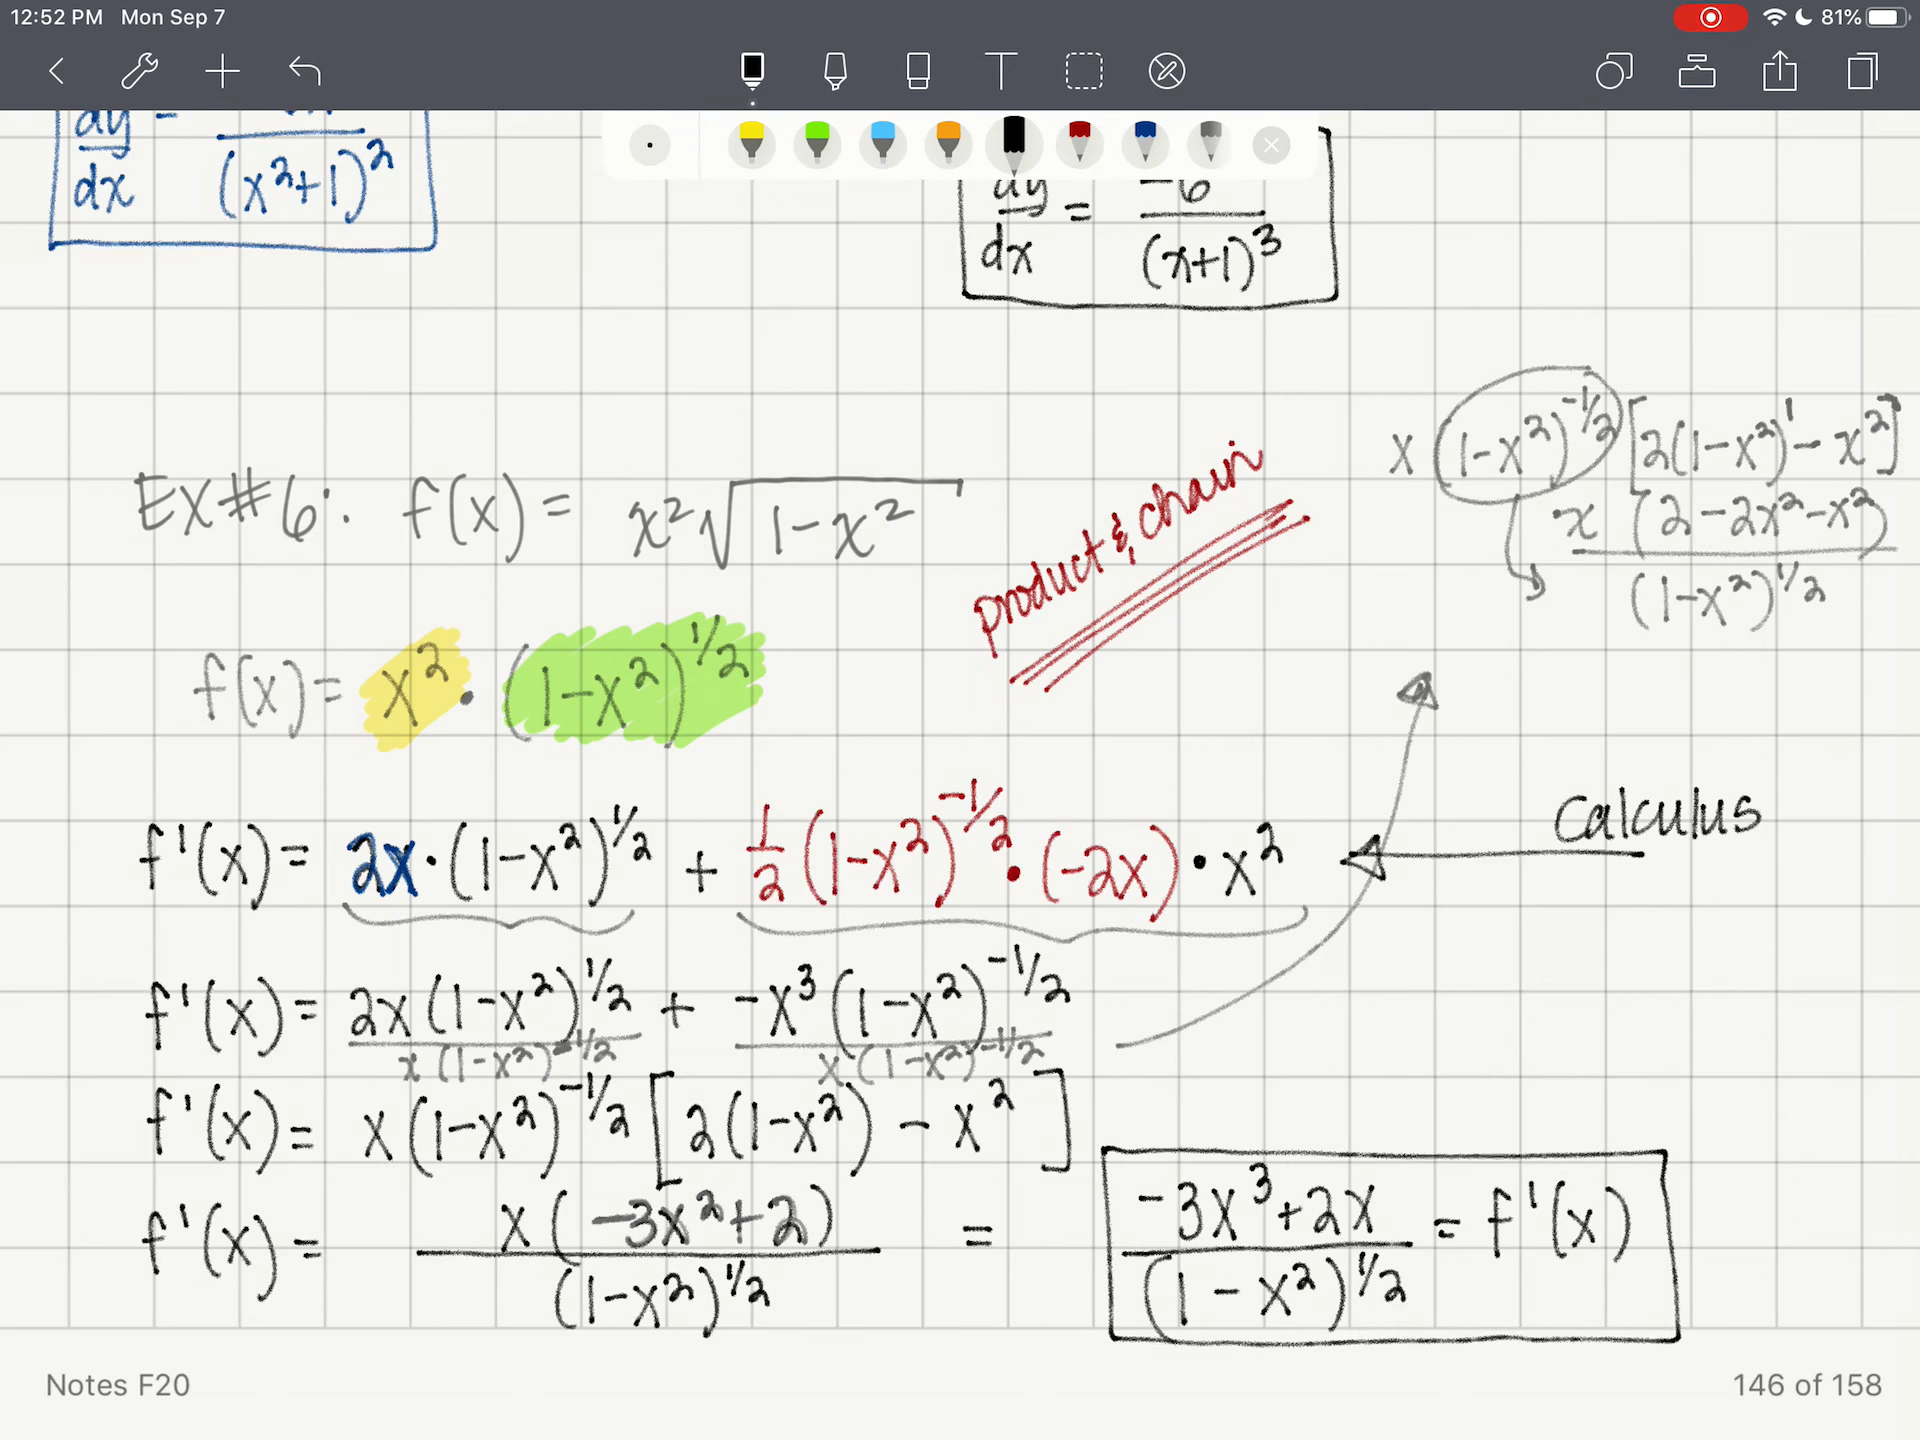 12:52 PM Mon Sep 7
81%
T
dy/dx =
(x²+1)²
dy/dx = -6/(x+1)³
x (1-x²)^-1/2 [2(1-x²)¹ - x²]
x (2-2x²-x²)
(1-x²)^1/2
EX#6: f(x) = x²√(1-x²)
product & chain
f(x) = x² · (1-x²)^1/2
Calculus
f'(x) = 2x · (1-x²)^1/2 + 1/2 (1-x²)^-1/2 · (-2x) · x²
f'(x) = 2x (1-x²)^1/2 + -x³ (1-x²)^-1/2
x (1-x²)^-1/2 x (1-x²)^-1/2
f'(x) = x (1-x²)^-1/2 [2(1-x²) - x²]
f'(x) = x(-3x²+2)/(1-x²)^1/2 = -3x³+2x/(1-x²)^1/2 = f'(x)
Notes F20
146 of 158